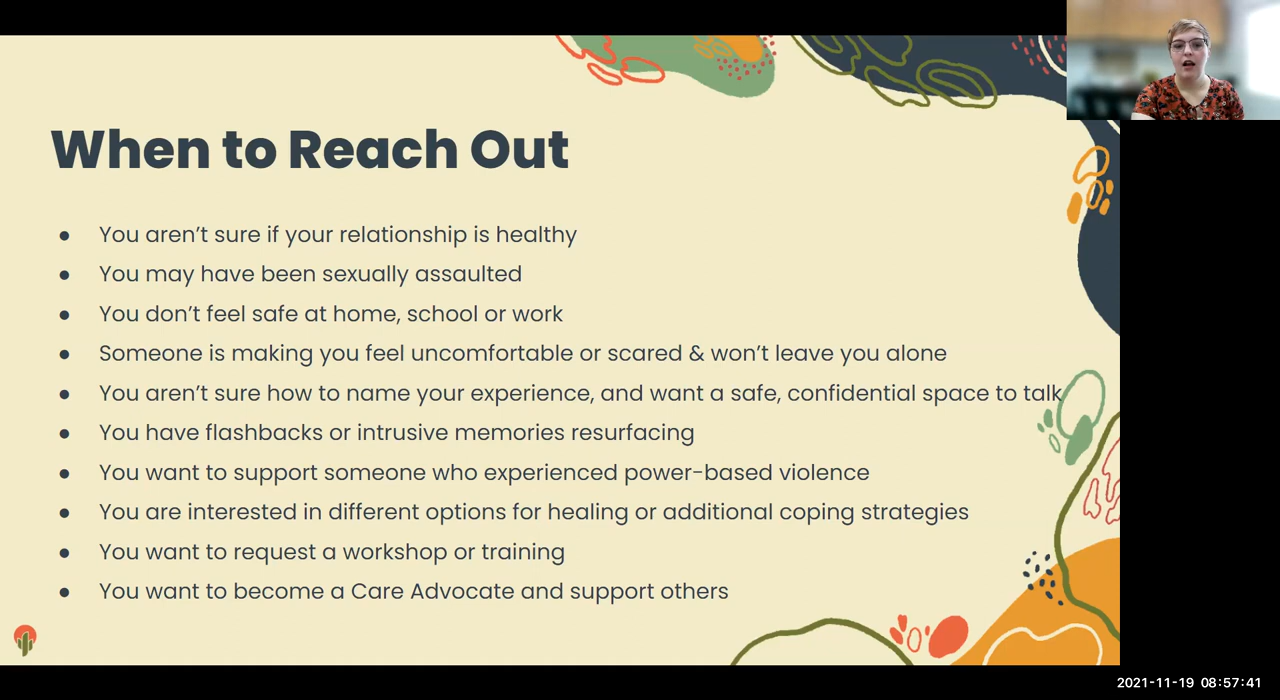 When to Reach Out
● You aren’t sure if your relationship is healthy
● You may have been sexually assaulted
● You don’t feel safe at home, school or work
● Someone is making you feel uncomfortable or scared & won’t leave you alone
● You aren’t sure how to name your experience, and want a safe, confidential space to talk
● You have flashbacks or intrusive memories resurfacing
● You want to support someone who experienced power-based violence
● You are interested in different options for healing or additional coping strategies
● You want to request a workshop or training
● You want to become a Care Advocate and support others
2021-11-19 08:57:41